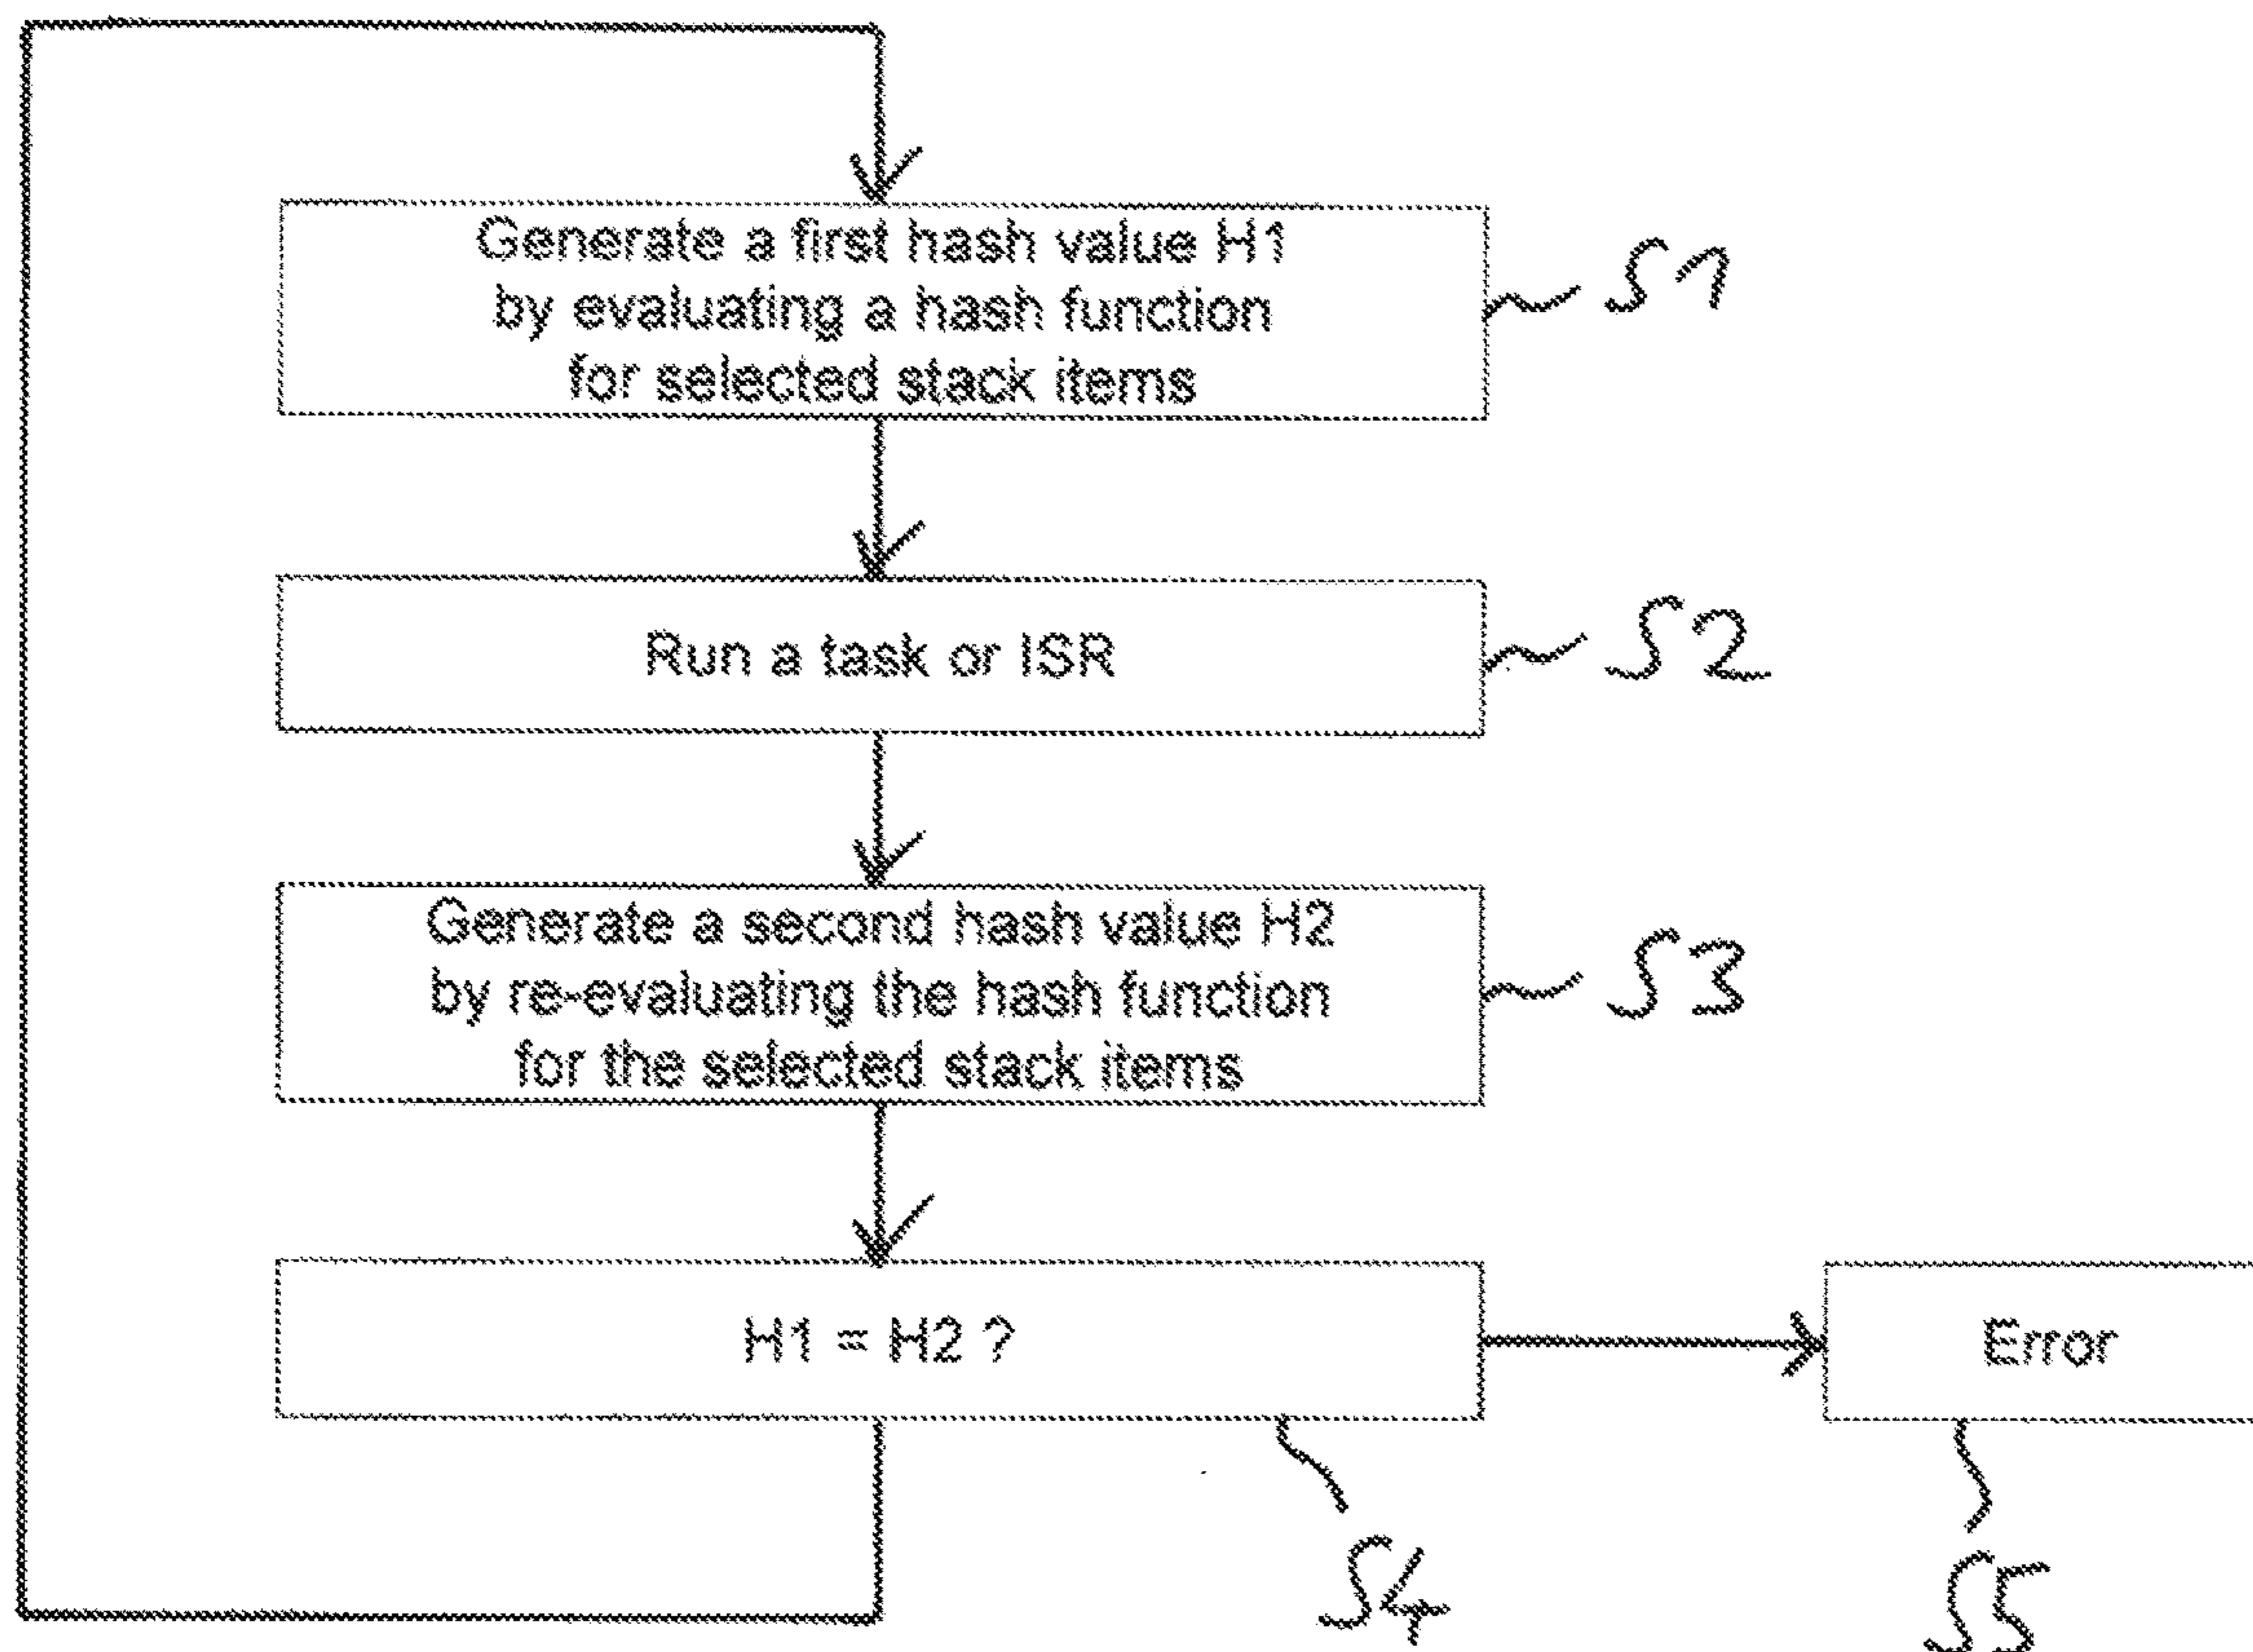 Generate a first hash value H1
by evaluating a hash function
for selected stack items
S1
Run a task or ISR
S2
Generate a second hash value H2
by re-evaluating the hash function
for the selected stack items
S3
H1 = H2 ?
Error
S4
S5